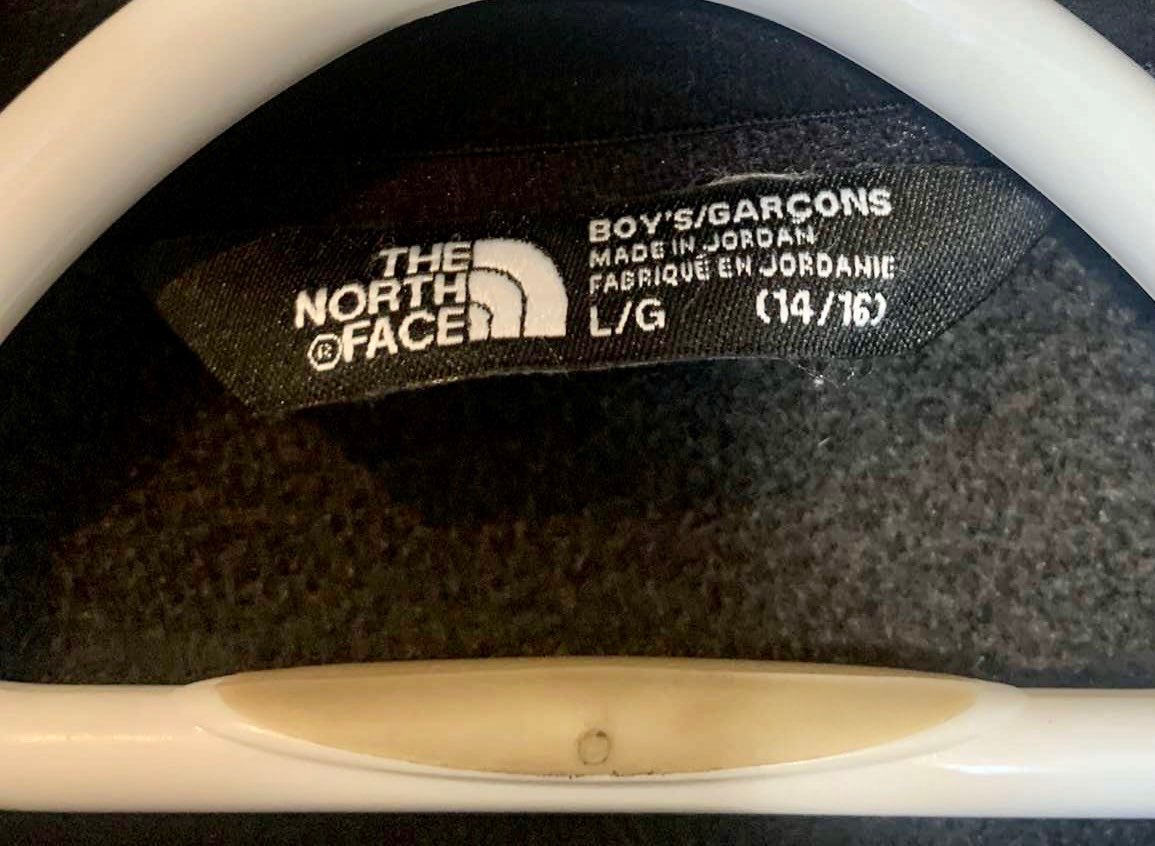 THE
NORTH
®FACE
BOY'S/GARÇONS
MADE IN JORDAN
FABRIQUÉ EN JORDANIE
L/G (14/16)